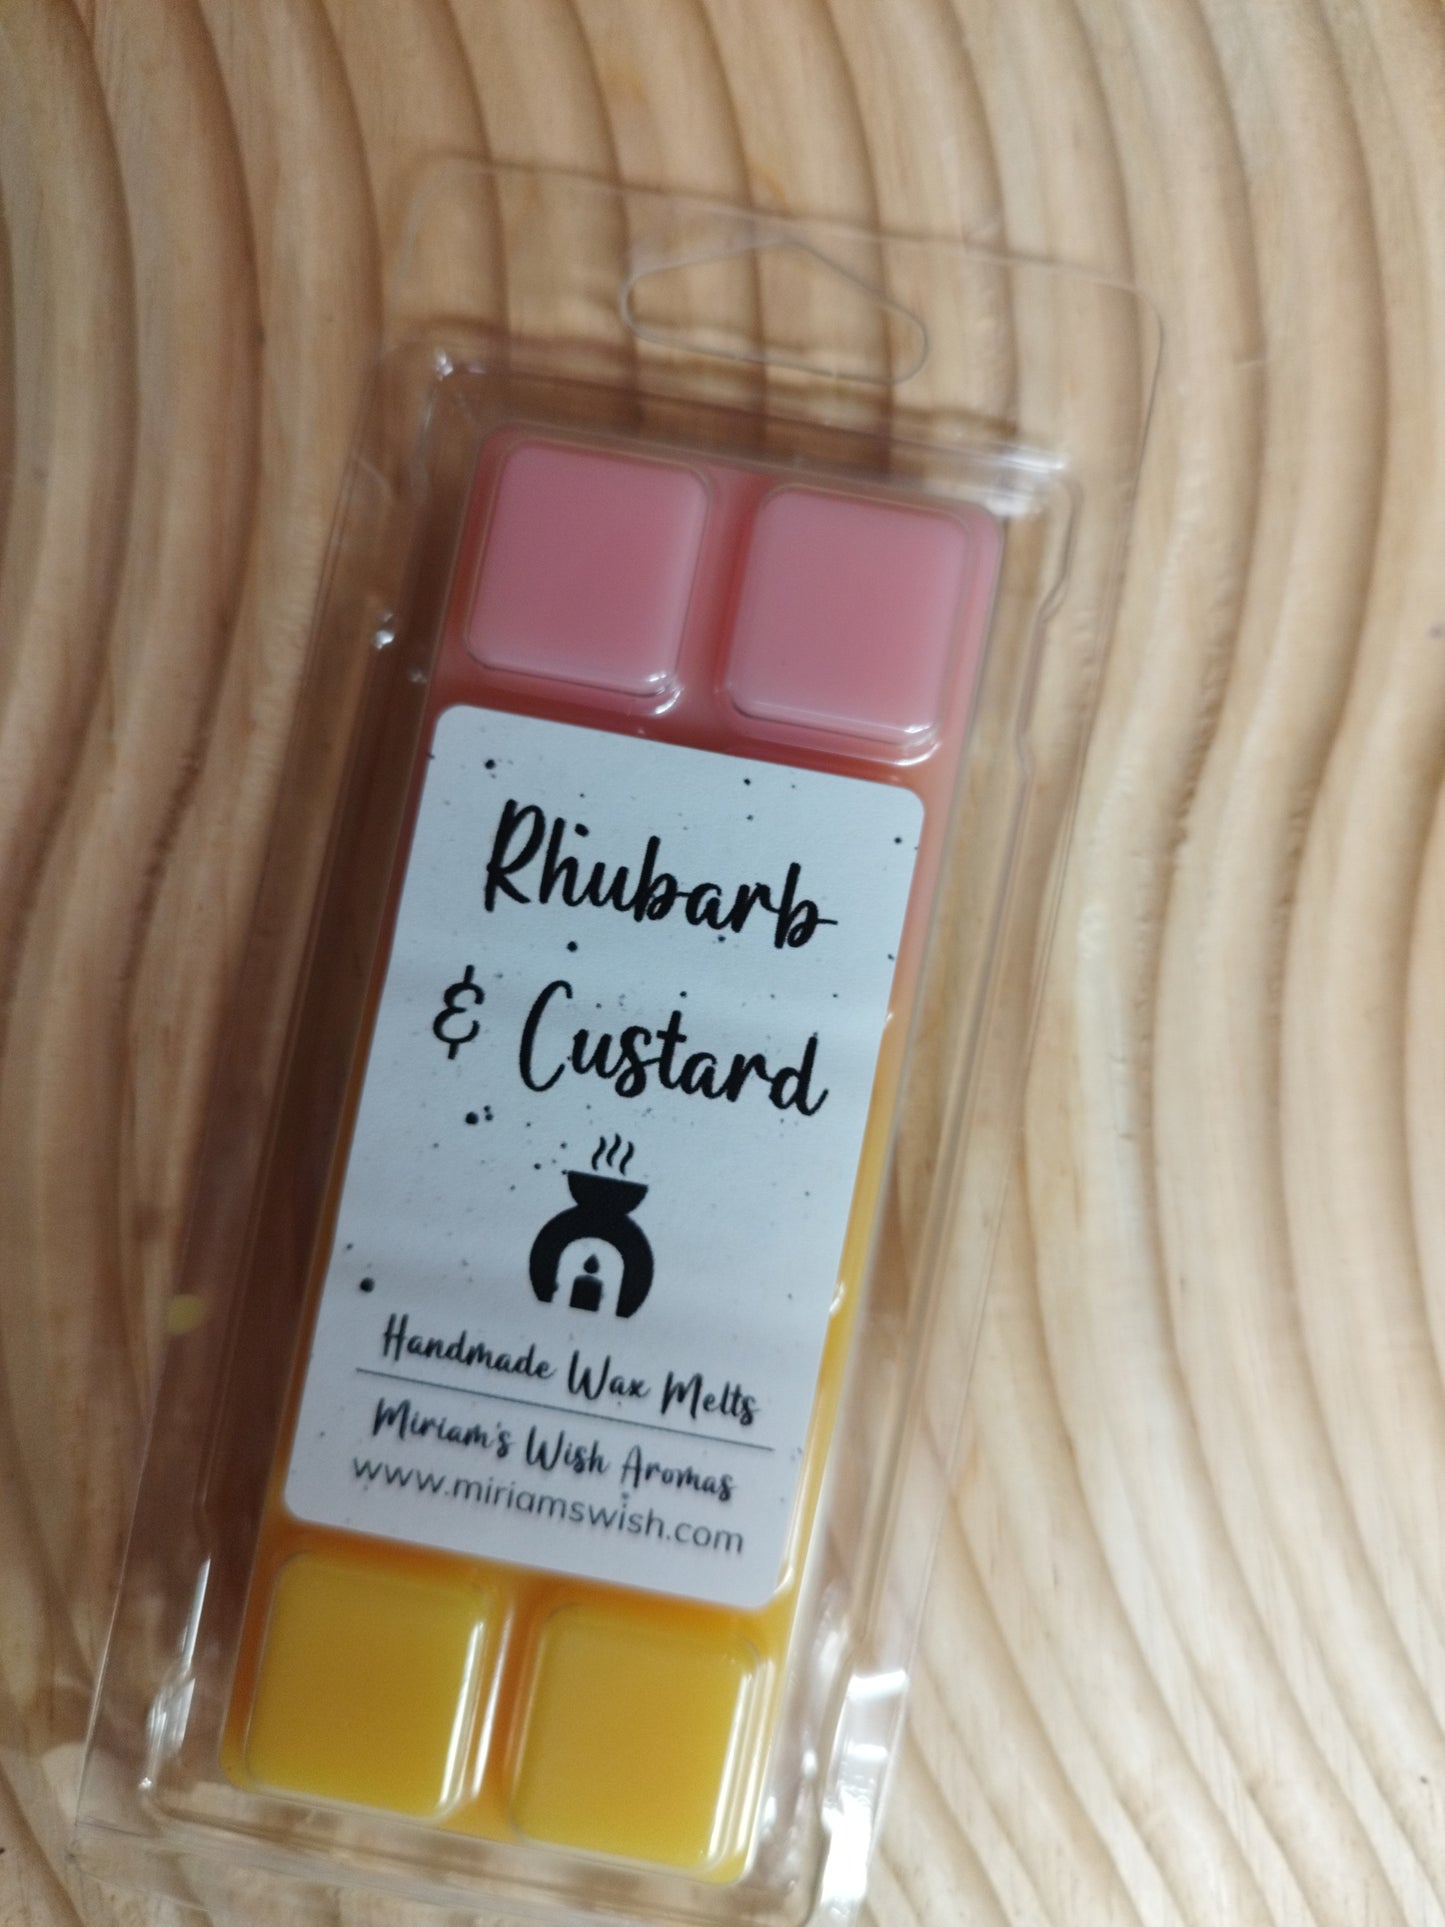 Rhubarb
& Custard
Handmade Wax Melts
Miriam's Wish Aromas
www.miriamswish.com